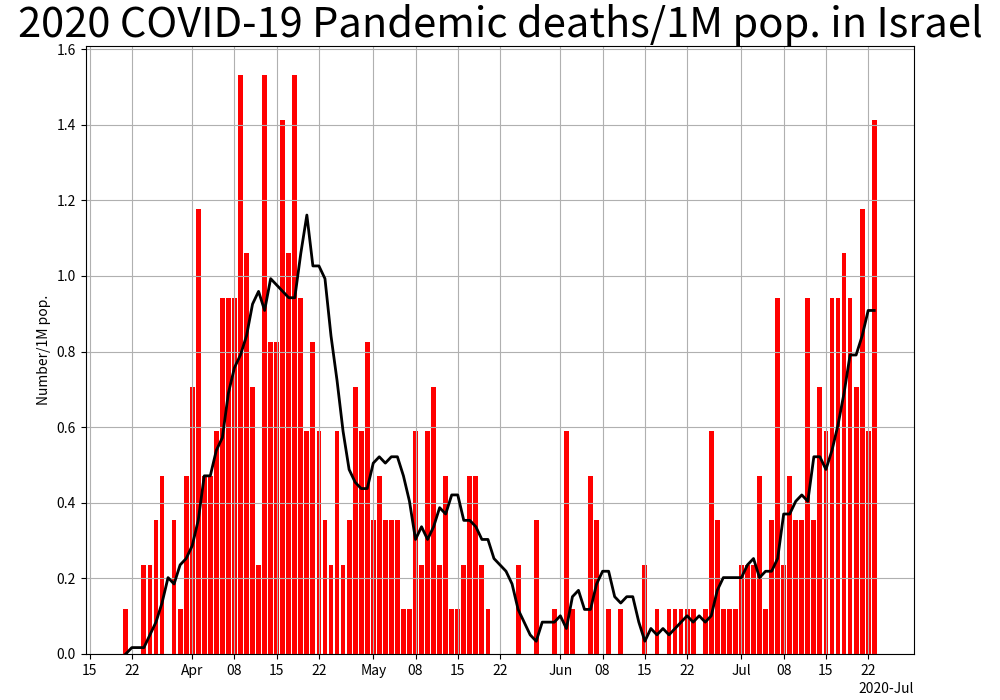 2020 COVID-19 Pandemic deaths/1M pop. in Israel
1.6
1.4
1.2
1.0
0.8
0.6
0.4
0.2
0.0
Number/1M pop.
15 22 Apr 08 15 22 May 08 15 22 Jun 08 15 22 Jul 08 15 22
2020-Jul